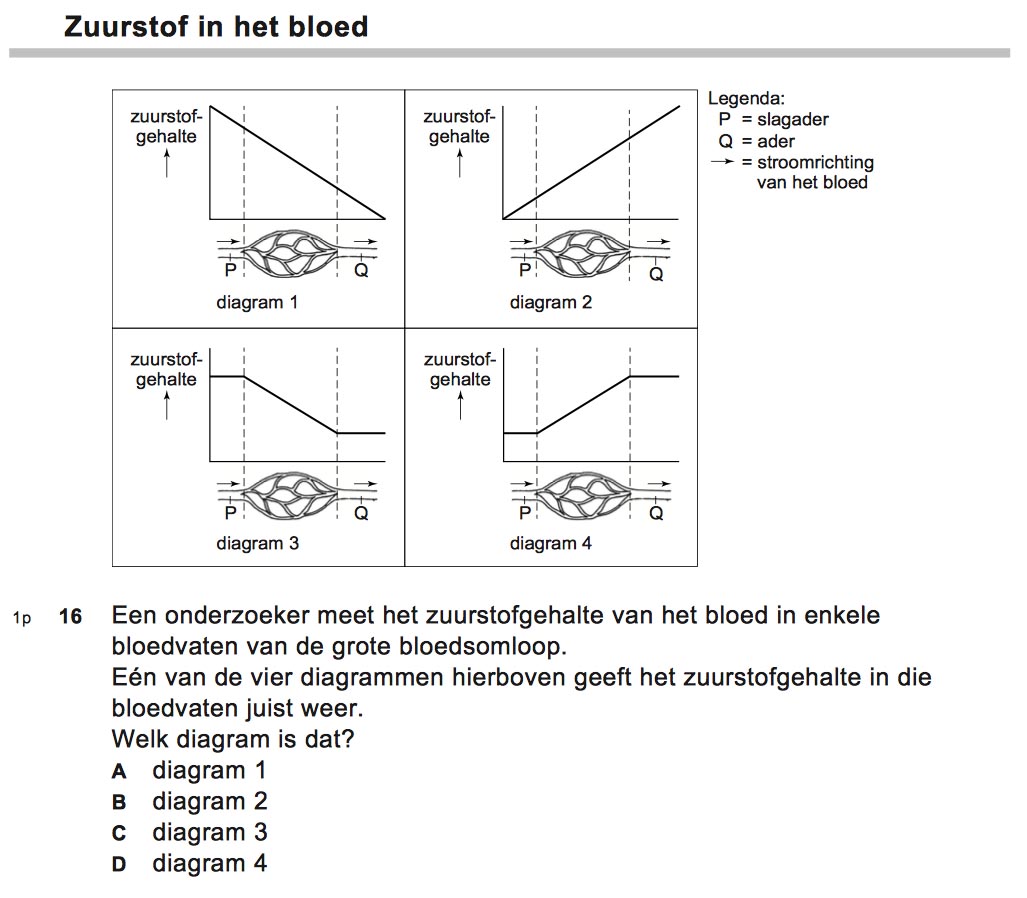 Zuurstof in het bloed
zuurstof-
gehalte
P
Q
diagram 1
zuurstof-
gehalte
P
Q
diagram 2
Legenda:
P = slagader
Q = ader
→ = stroomrichting
van het bloed
zuurstof-
gehalte
P
Q
diagram 3
zuurstof-
gehalte
P
Q
diagram 4
1p 16 Een onderzoeker meet het zuurstofgehalte van het bloed in enkele
bloedvaten van de grote bloedsomloop.
Eén van de vier diagrammen hierboven geeft het zuurstofgehalte in die
bloedvaten juist weer.
Welk diagram is dat?
A diagram 1
B diagram 2
C diagram 3
D diagram 4